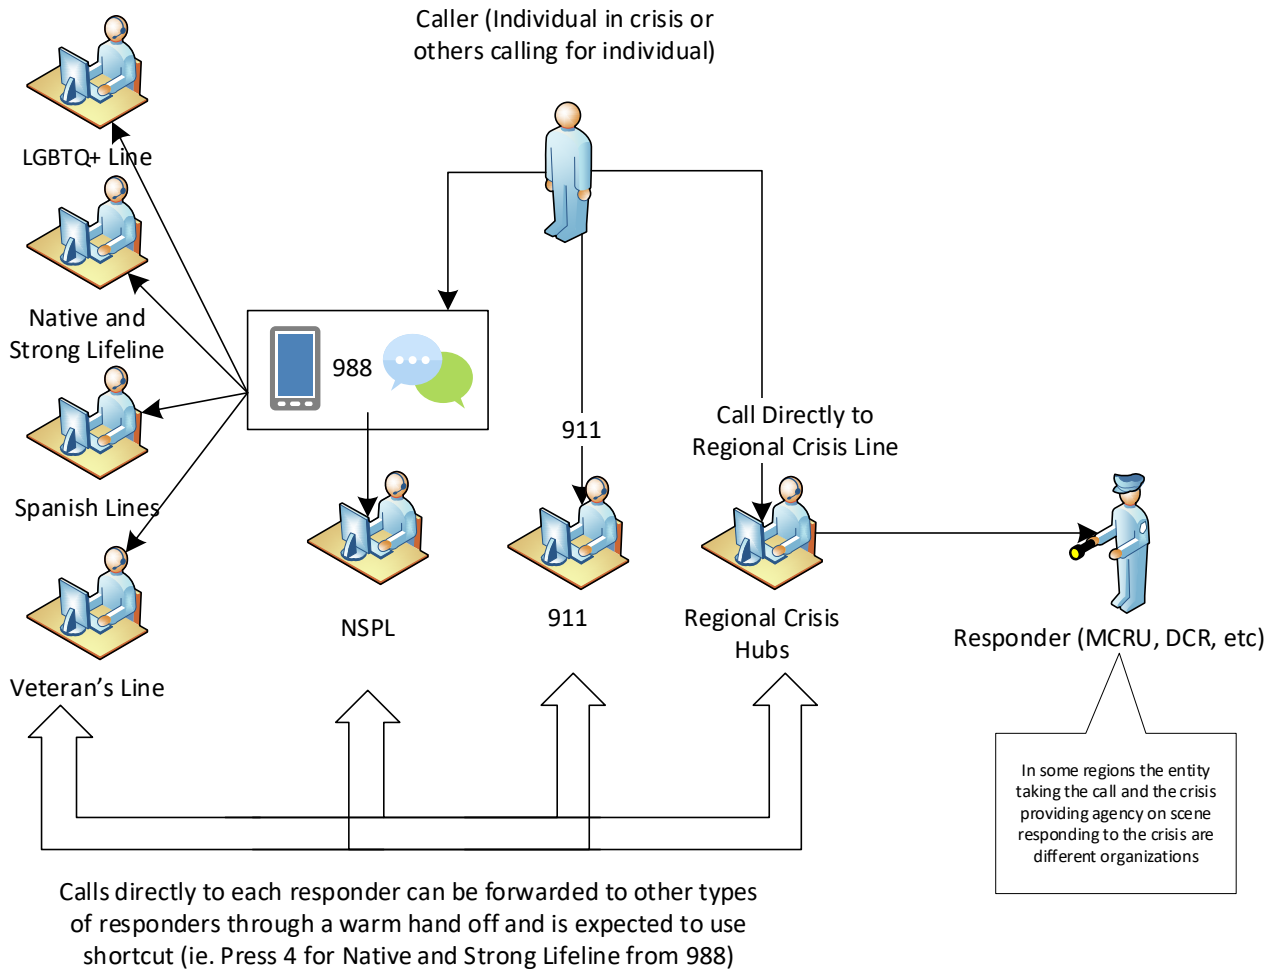 Caller (Individual in crisis or
others calling for individual)
LGBTQ+ Line
Native and
Strong Lifeline
988
911
Call Directly to
Regional Crisis Line
Spanish Lines
NSPL
911
Regional Crisis
Hubs
Responder (MCRU, DCR, etc)
Veteran's Line
In some regions the entity
taking the call and the crisis
providing agency on scene
responding to the crisis are
different organizations
Calls directly to each responder can be forwarded to other types
of responders through a warm hand off and is expected to use
shortcut (ie. Press 4 for Native and Strong Lifeline from 988)